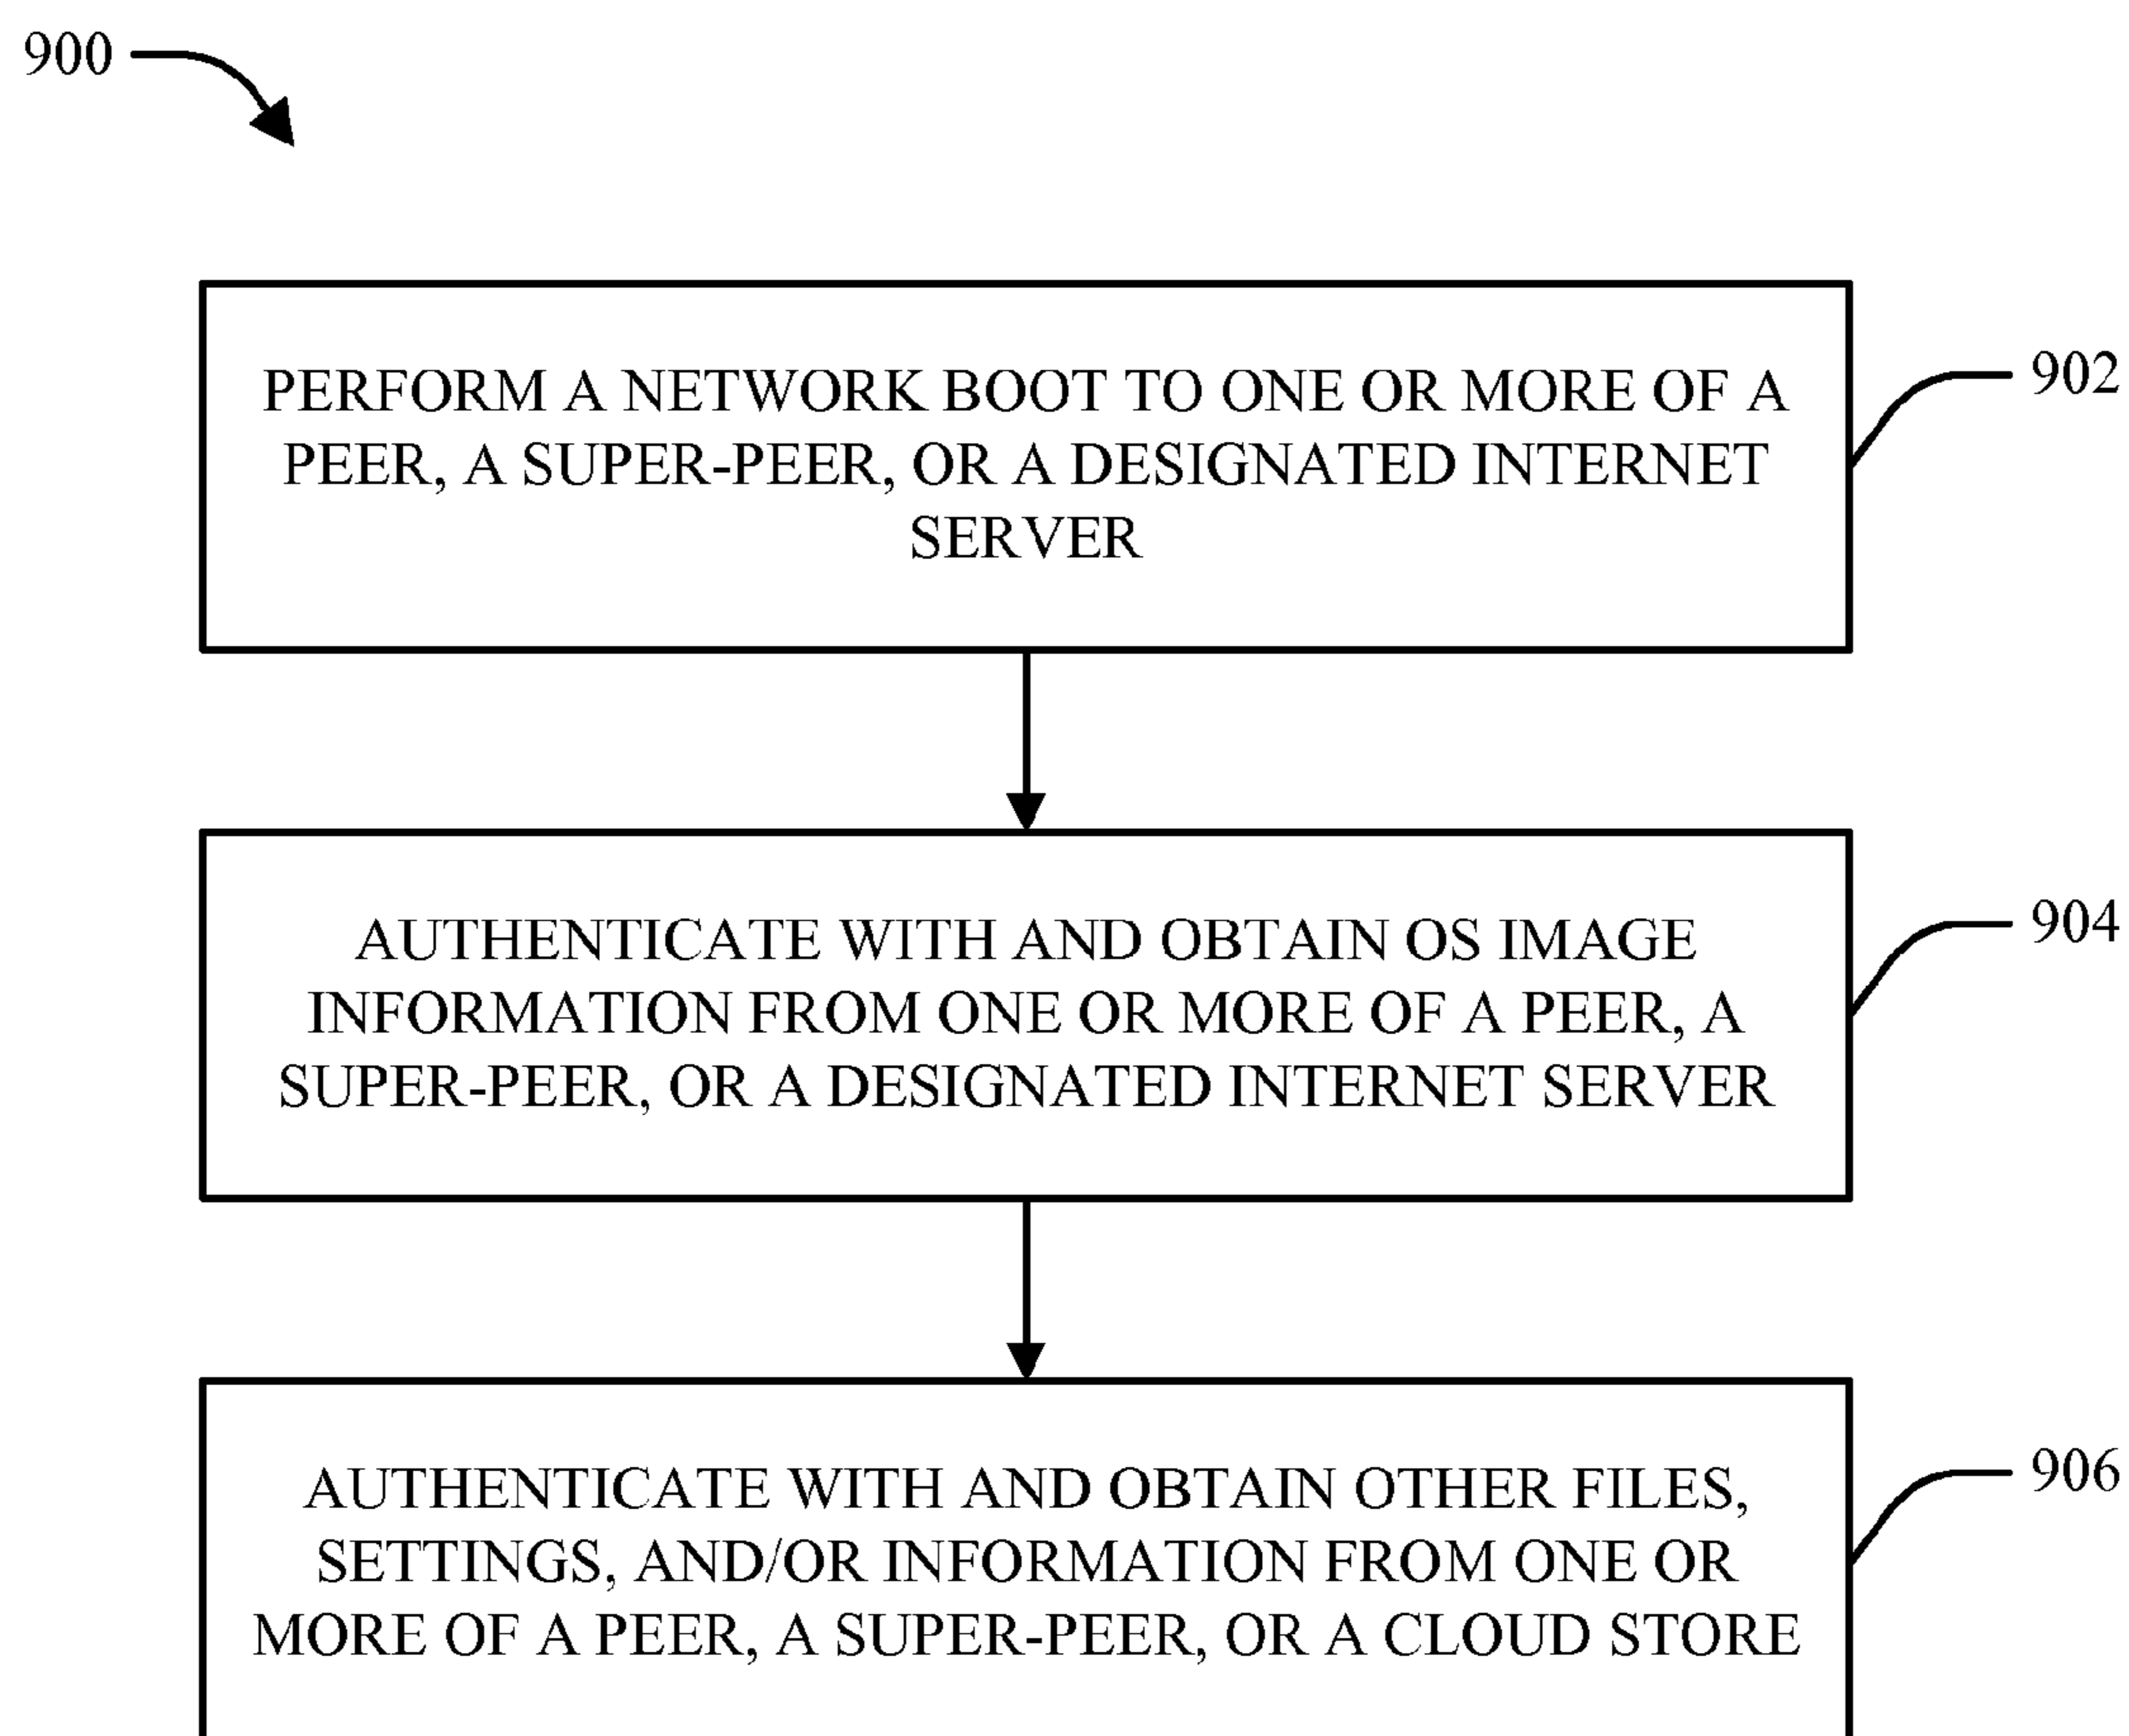 900
PERFORM A NETWORK BOOT TO ONE OR MORE OF A
PEER, A SUPER-PEER, OR A DESIGNATED INTERNET
SERVER
902
AUTHENTICATE WITH AND OBTAIN OS IMAGE
INFORMATION FROM ONE OR MORE OF A PEER, A
SUPER-PEER, OR A DESIGNATED INTERNET SERVER
904
AUTHENTICATE WITH AND OBTAIN OTHER FILES,
SETTINGS, AND/OR INFORMATION FROM ONE OR
MORE OF A PEER, A SUPER-PEER, OR A CLOUD STORE
906